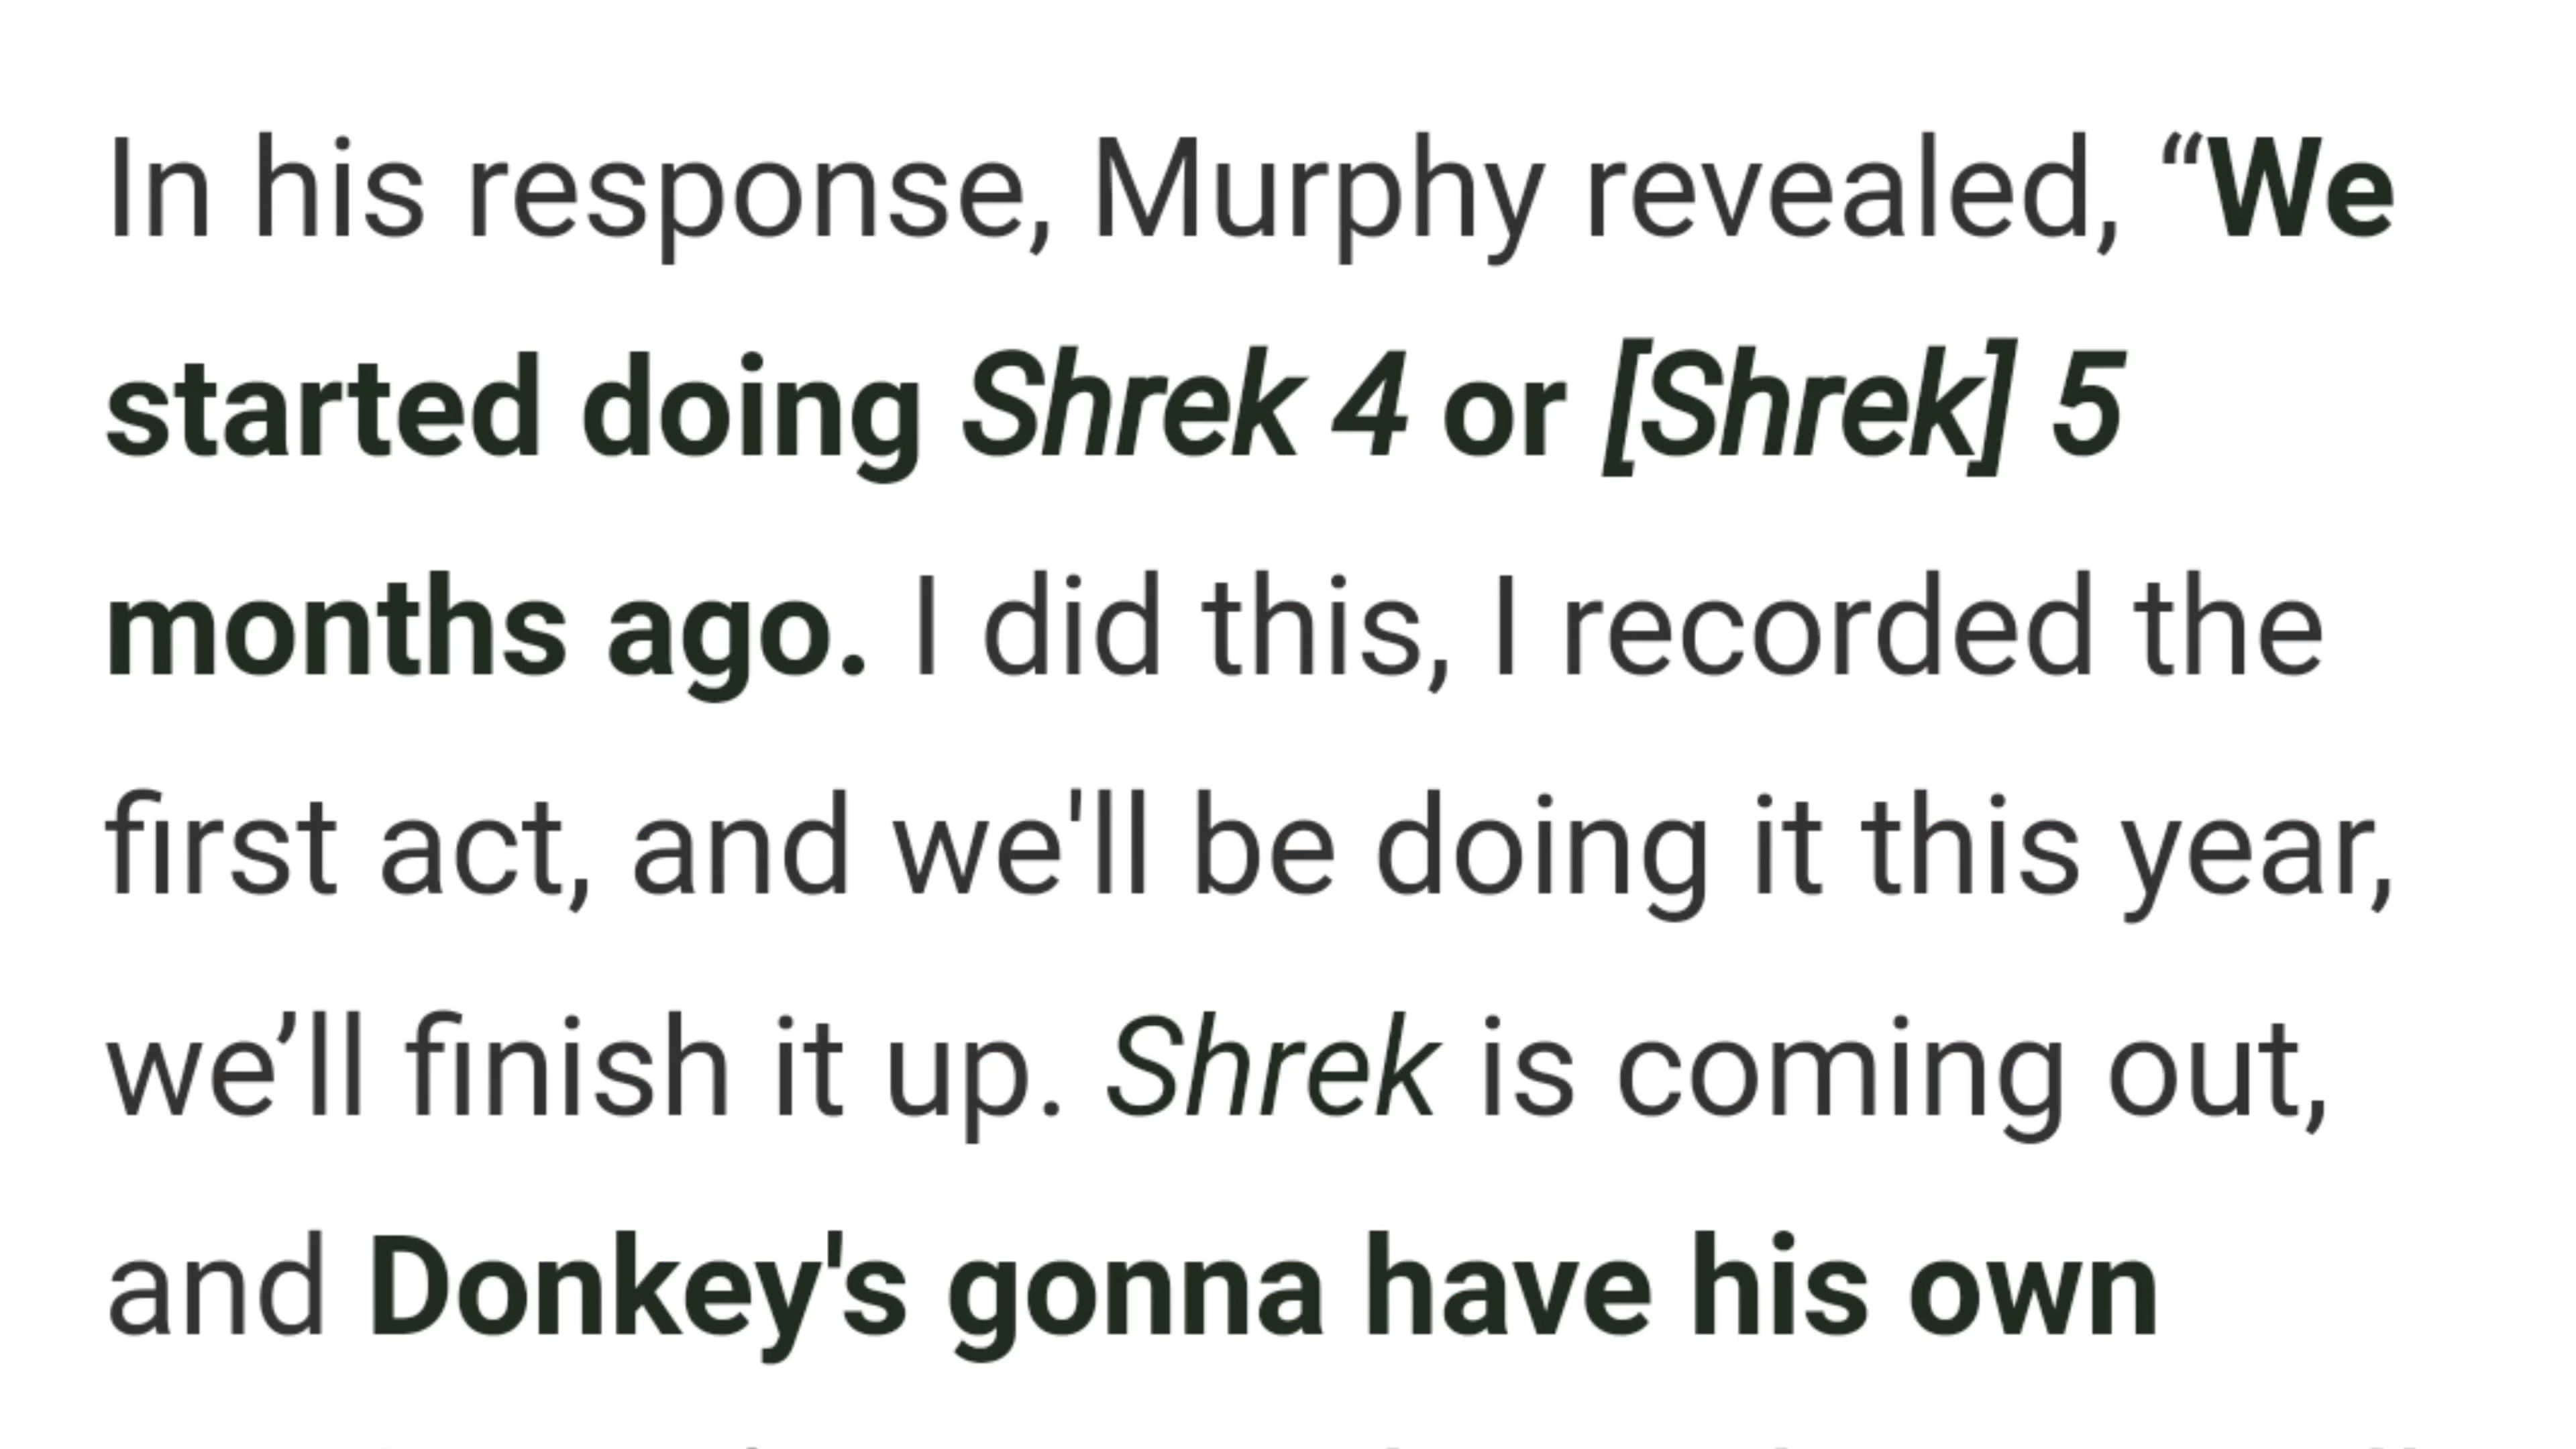 In his response, Murphy revealed, “We
started doing Shrek 4 or [Shrek] 5
months ago. I did this, I recorded the
first act, and we'll be doing it this year,
we’ll finish it up. Shrek is coming out,
and Donkey's gonna have his own